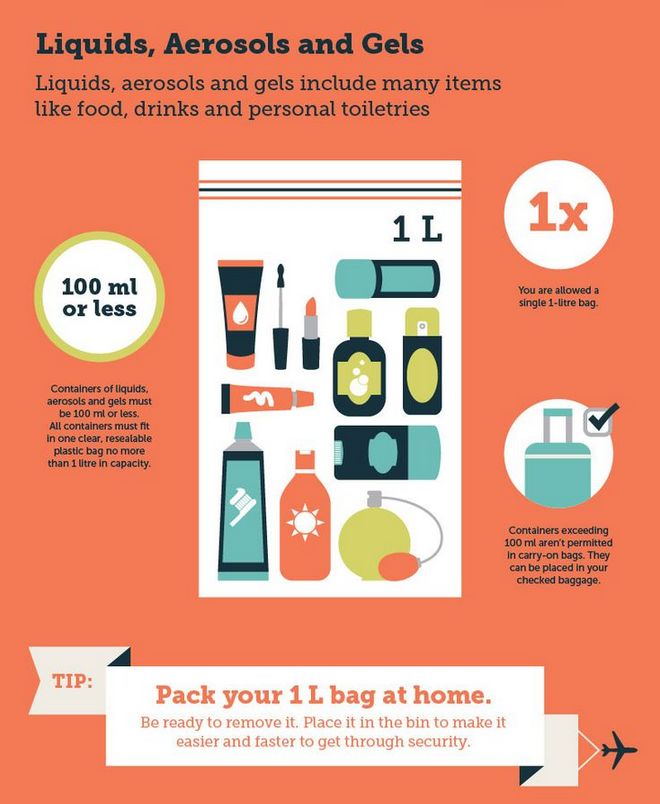 Liquids, Aerosols and Gels
Liquids, aerosols and gels include many items
like food, drinks and personal toiletries
1 L
1x
You are allowed a
single 1-litre bag.
100 ml
or less
Containers of liquids,
aerosols and gels must
be 100 ml or less.
All containers must fit
in one clear, resealable
plastic bag no more
than 1 litre in capacity.
Containers exceeding
100 ml aren't permitted
in carry-on bags. They
can be placed in your
checked baggage.
TIP:
Pack your 1 L bag at home.
Be ready to remove it. Place it in the bin to make it
easier and faster to get through security.